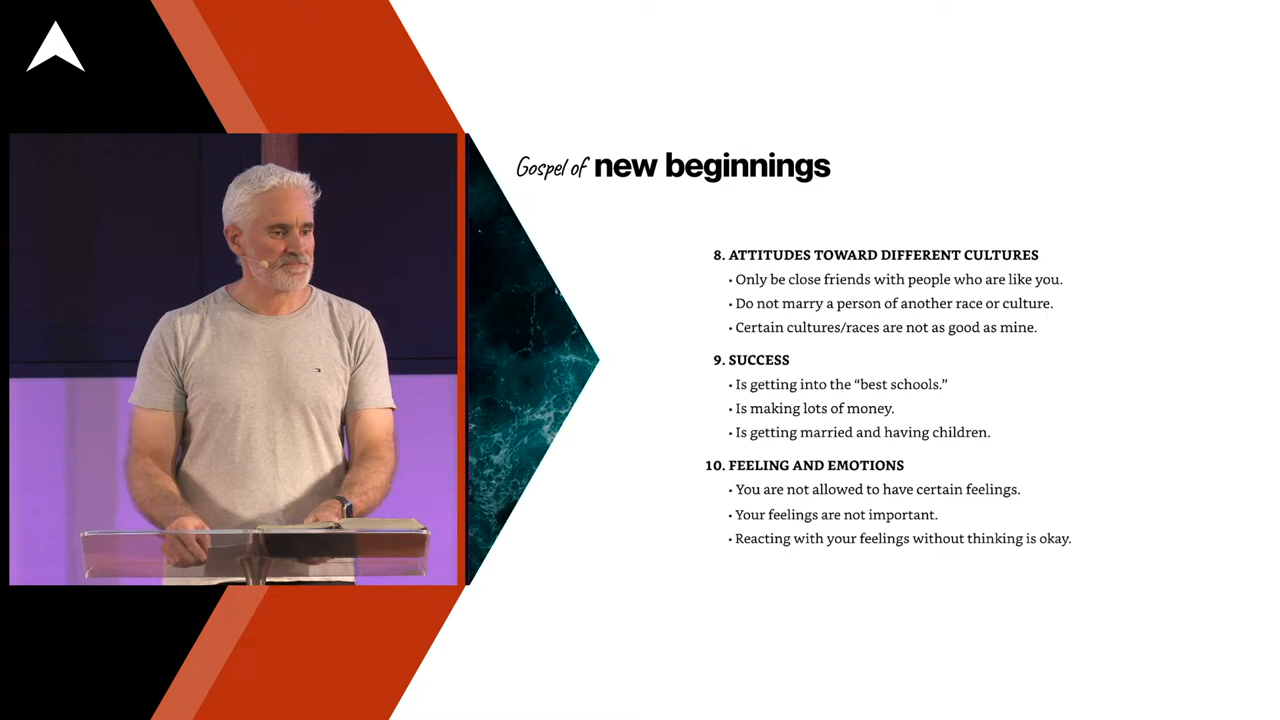 Gospel of new beginnings
8. ATTITUDES TOWARD DIFFERENT CULTURES
• Only be close friends with people who are like you.
• Do not marry a person of another race or culture.
• Certain cultures/races are not as good as mine.
9. SUCCESS
• Is getting into the “best schools.”
• Is making lots of money.
• Is getting married and having children.
10. FEELING AND EMOTIONS
• You are not allowed to have certain feelings.
• Your feelings are not important.
• Reacting with your feelings without thinking is okay.